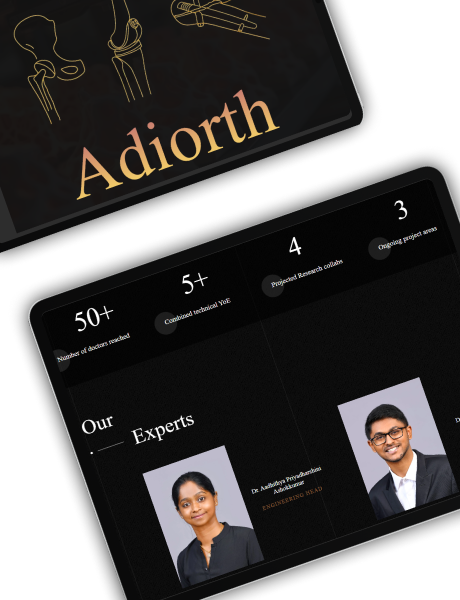 Adiorth
50+
Number of doctors reached
5+
Combined technical YoE
4
Projected Research collabs
3
Ongoing project areas
Our
Experts
Dr. Aadhithya Priyadharshini
Ashokkumar
ENGINEERING HEAD